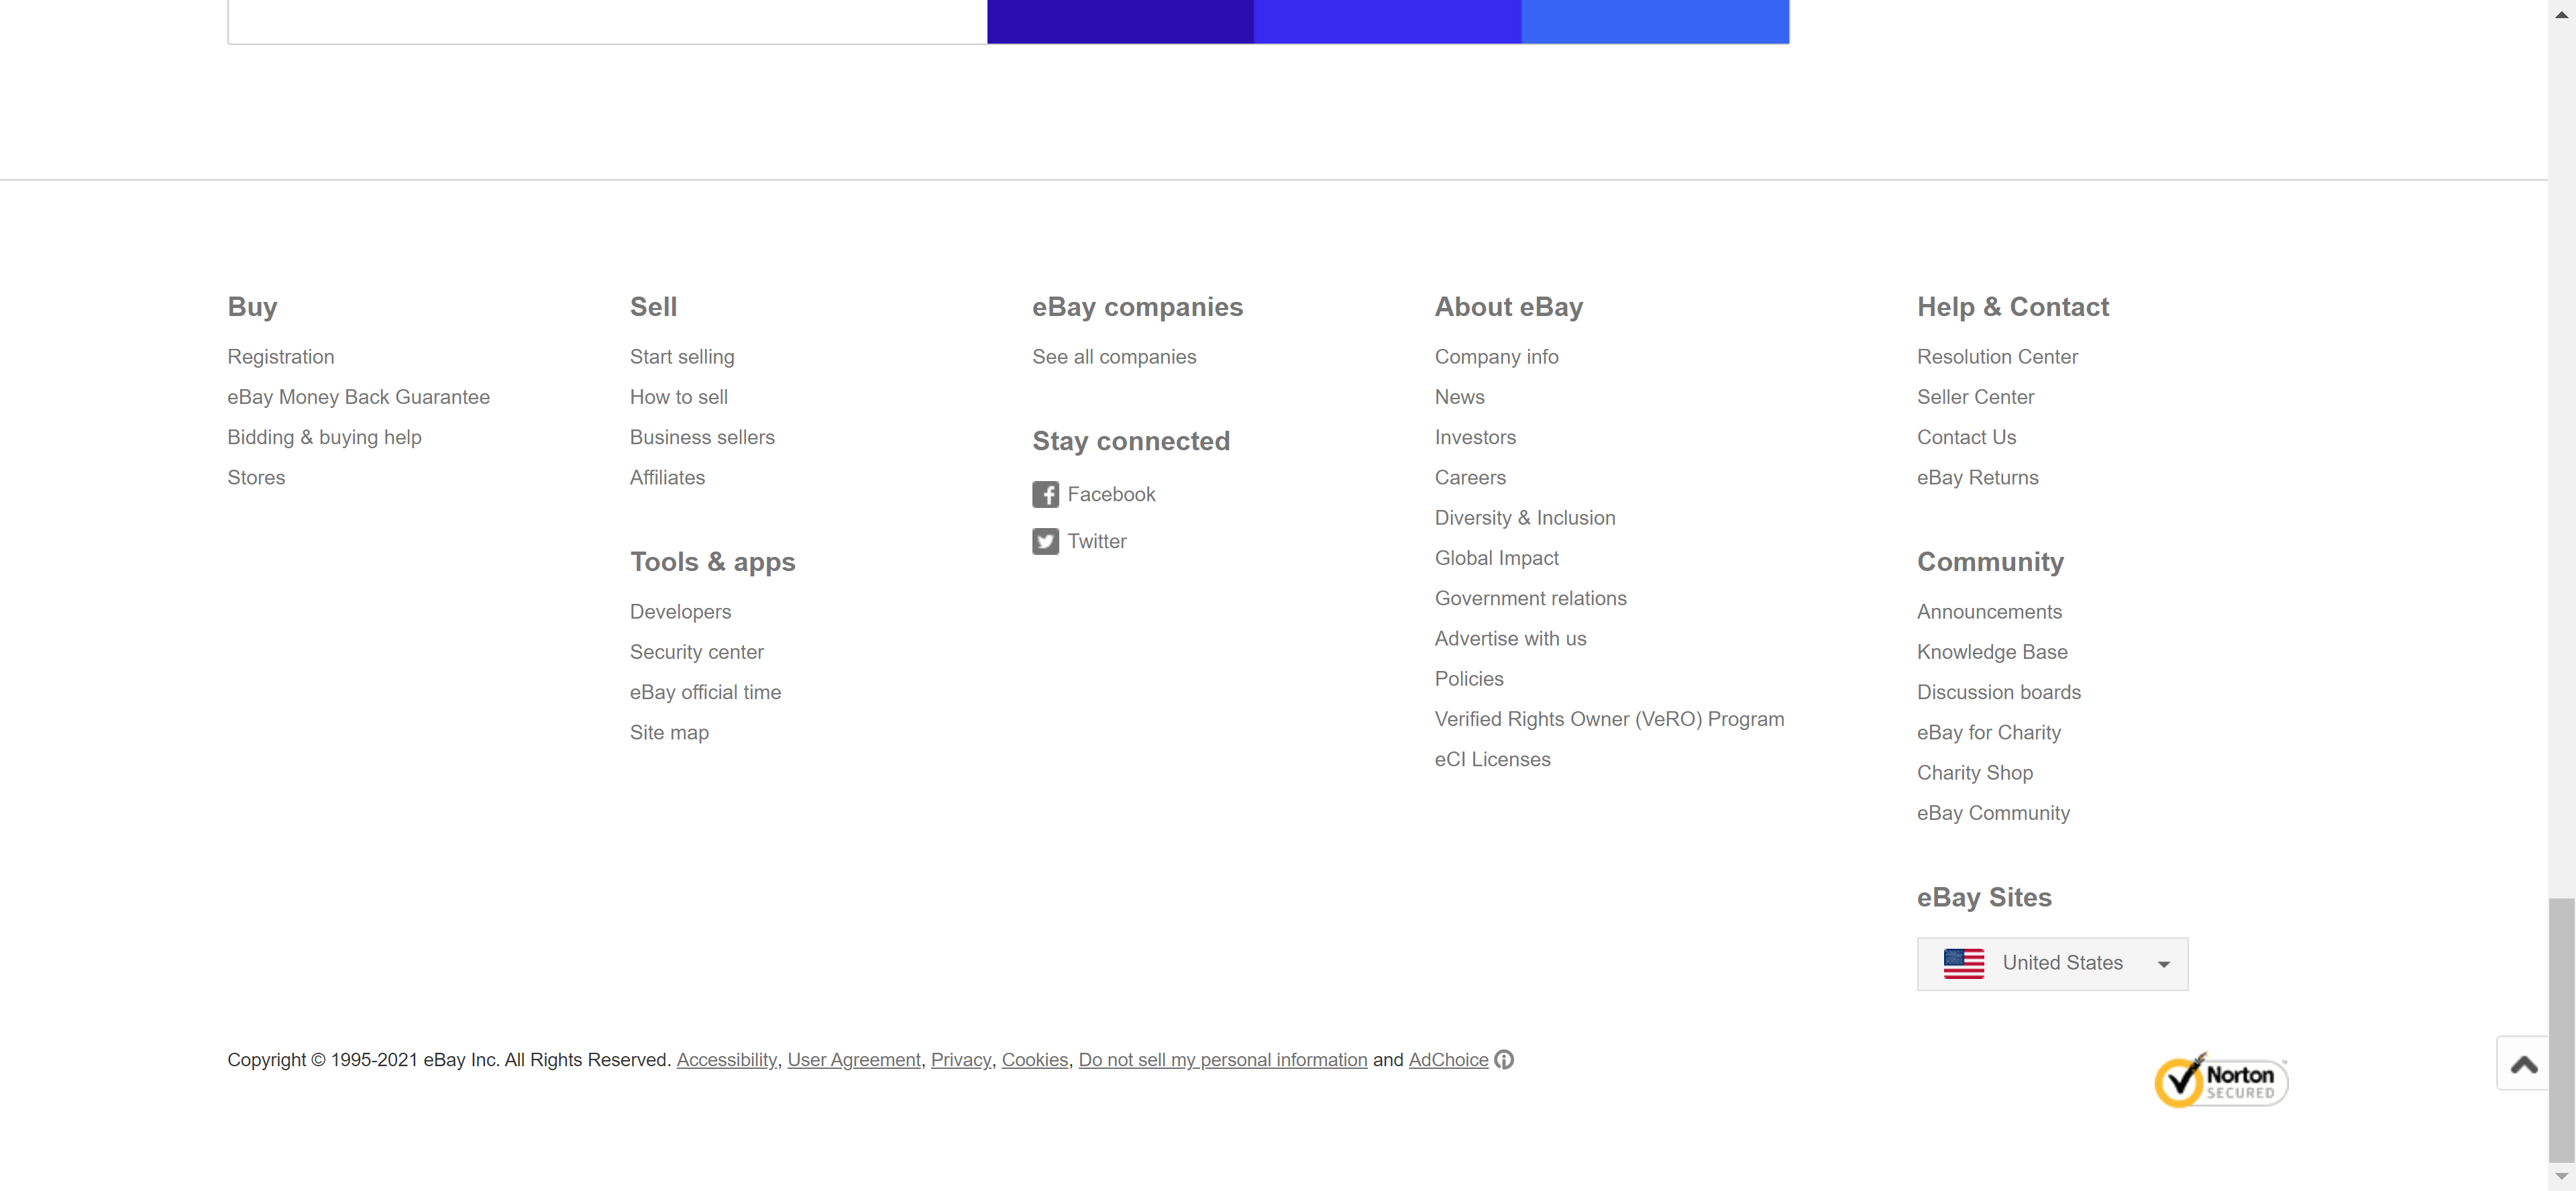 Buy
Registration
eBay Money Back Guarantee
Bidding & buying help
Stores
Sell
Start selling
How to sell
Business sellers
Affiliates
Tools & apps
Developers
Security center
eBay official time
Site map
eBay companies
See all companies
Stay connected
Facebook
Twitter
About eBay
Company info
News
Investors
Careers
Diversity & Inclusion
Global Impact
Government relations
Advertise with us
Policies
Verified Rights Owner (VeRO) Program
eCI Licenses
Help & Contact
Resolution Center
Seller Center
Contact Us
eBay Returns
Community
Announcements
Knowledge Base
Discussion boards
eBay for Charity
Charity Shop
eBay Community
eBay Sites
United States
Copyright © 1995-2021 eBay Inc. All Rights Reserved. Accessibility, User Agreement, Privacy, Cookies, Do not sell my personal information and AdChoice
Norton
SECURED